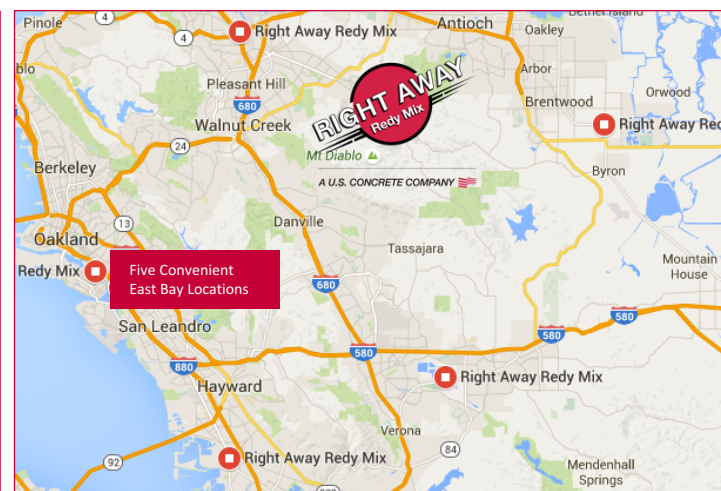 Pinole
4
Right Away Redy Mix
Antioch
Bethel Island
Oakley
4
blo
Pleasant Hill
680
Arbor
Orwood
Brentwood
RIGHT AWAY
Redy Mix
Walnut Creek
Right Away Red
24
Mt Diablo
Byron
Berkeley
A U.S. CONCRETE COMPANY
13
Danville
Oakland
Tassajara
Redy Mix
Five Convenient
East Bay Locations
Mountain
House
680
580
San Leandro
580
580
880
Hayward
Right Away Redy Mix
Verona
84
92
Right Away Redy Mix
Mendenhall
Springs